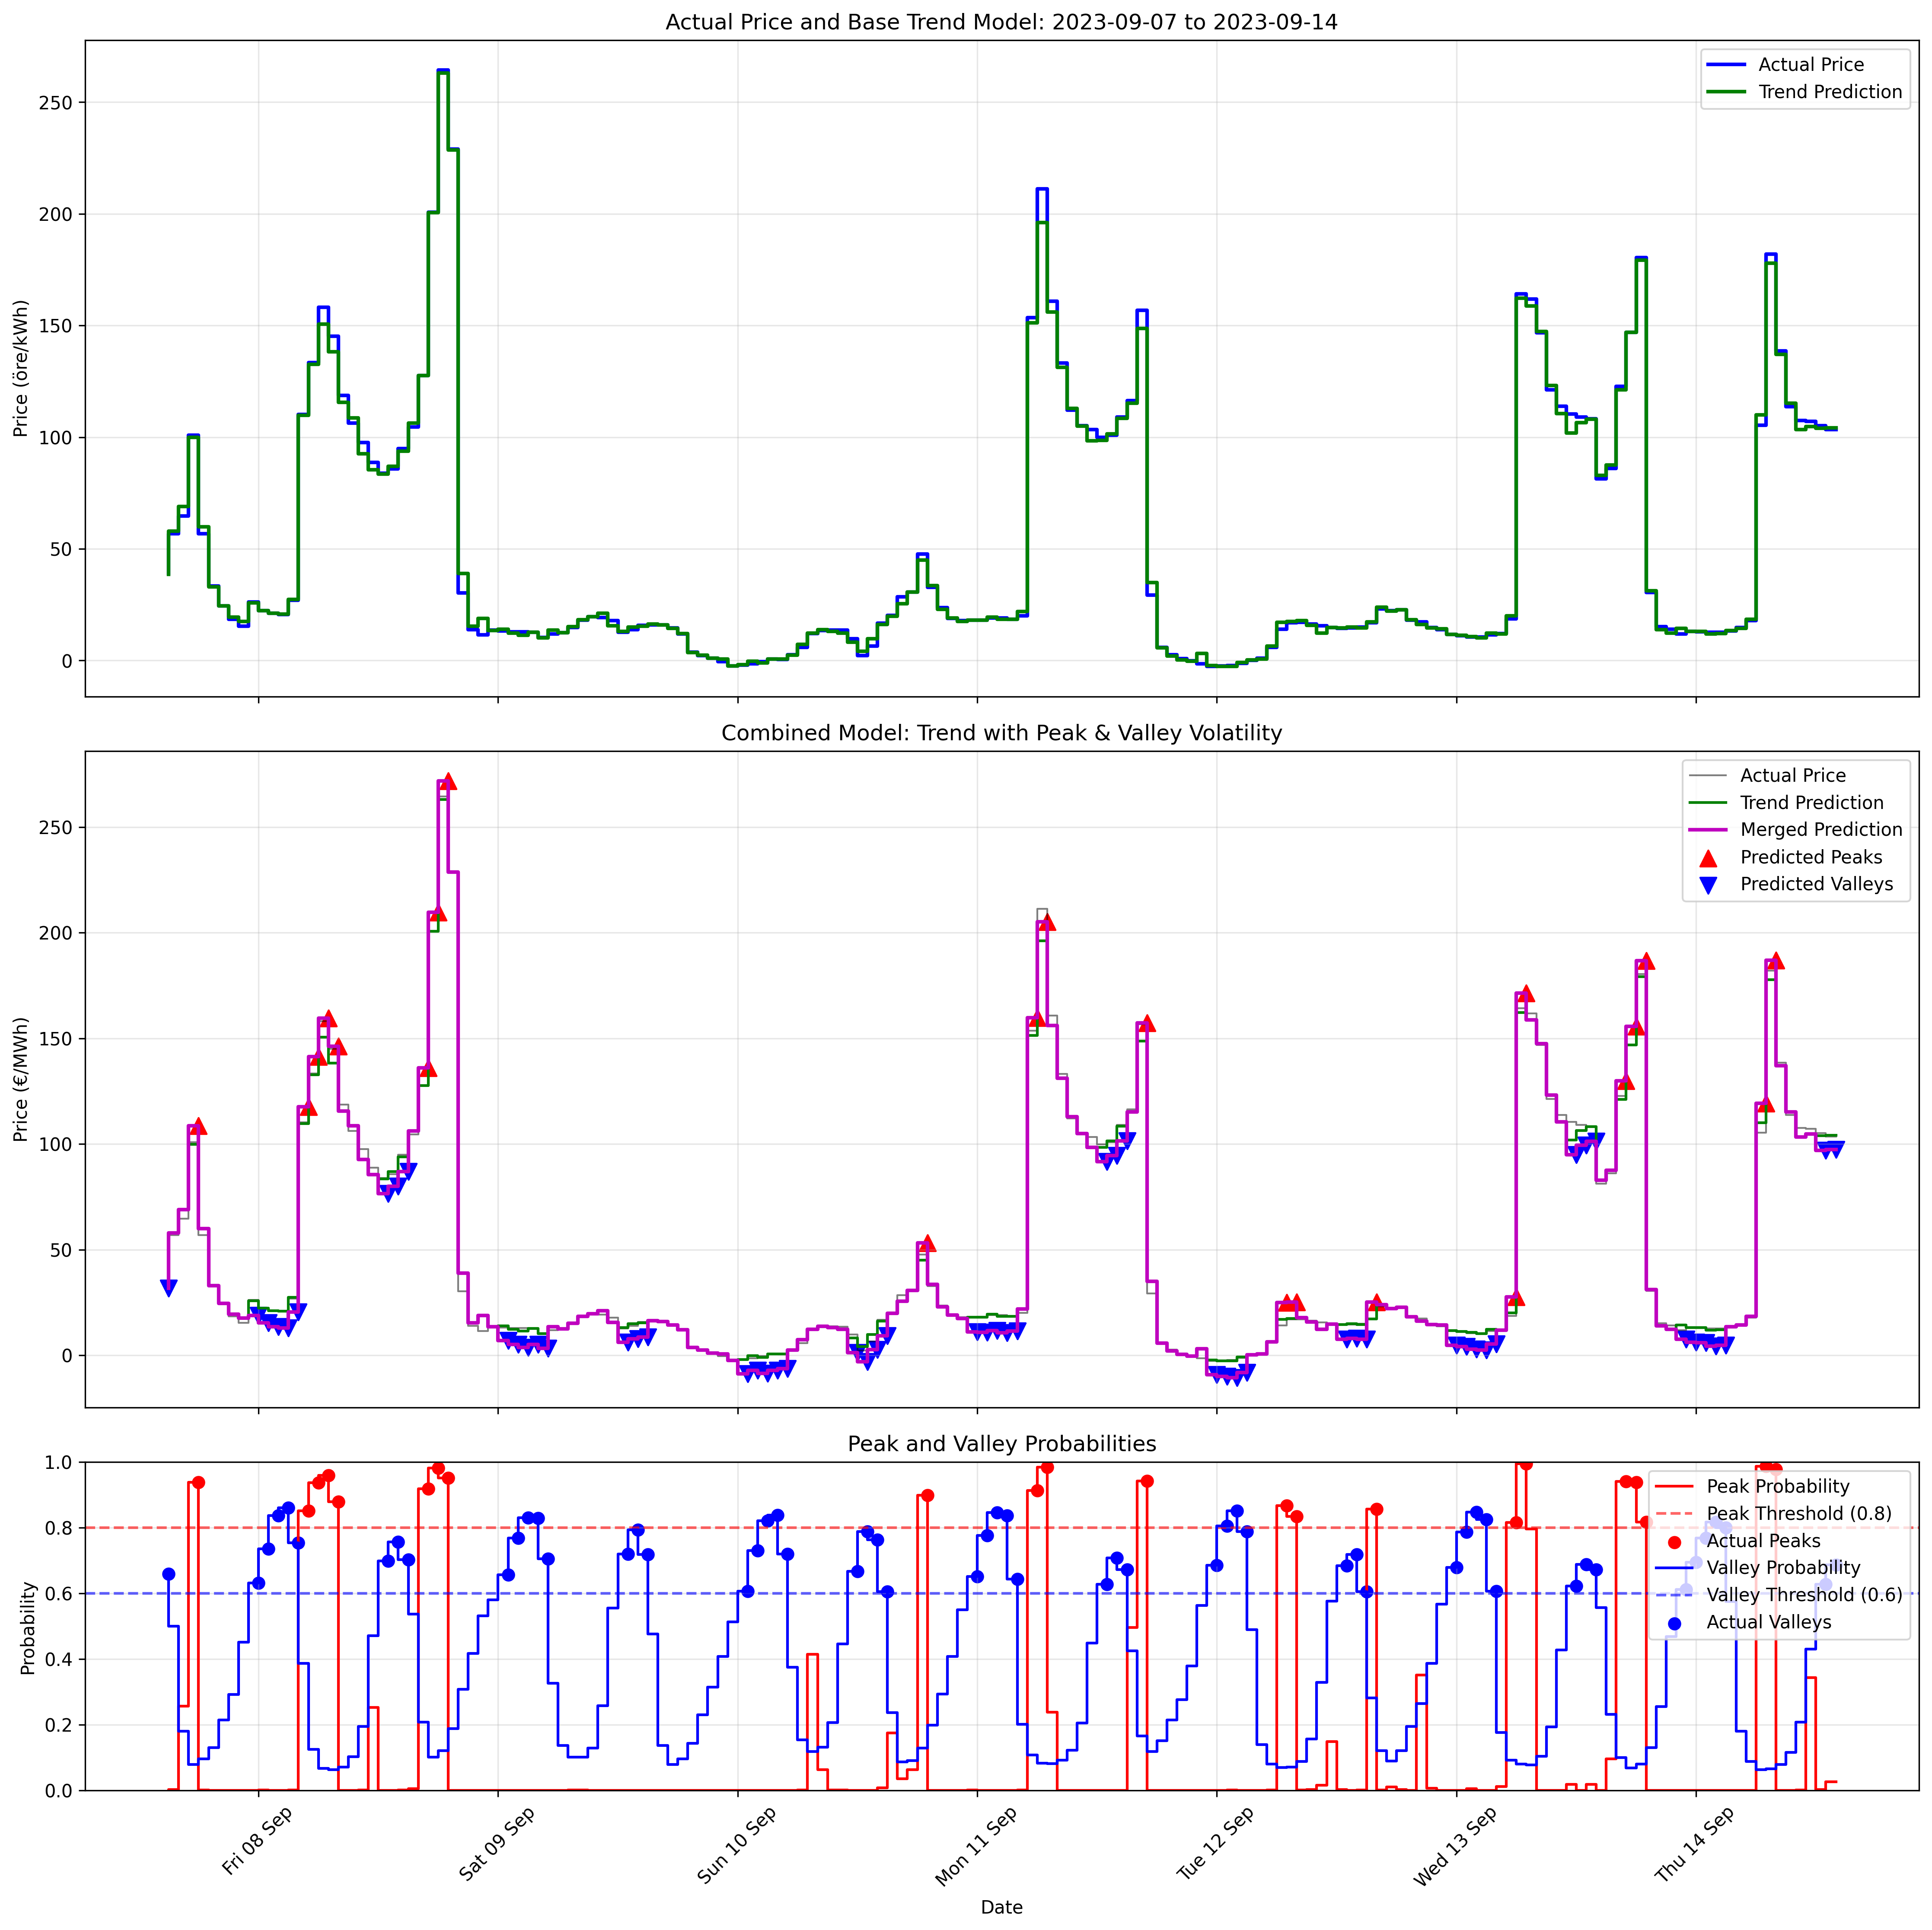 Actual Price and Base Trend Model: 2023-09-07 to 2023-09-14
Price (öre/kWh)
250
200
150
100
50
0
Actual Price
Trend Prediction
Combined Model: Trend with Peak & Valley Volatility
Price (€/MWh)
250
200
150
100
50
0
Actual Price
Trend Prediction
Merged Prediction
Predicted Peaks
Predicted Valleys
Peak and Valley Probabilities
Probability
1.0
0.8
0.6
0.4
0.2
0.0
Peak Probability
Peak Threshold (0.8)
Actual Peaks
Valley Probability
Valley Threshold (0.6)
Actual Valleys
Fri 08 Sep
Sat 09 Sep
Sun 10 Sep
Mon 11 Sep
Tue 12 Sep
Wed 13 Sep
Thu 14 Sep
Date